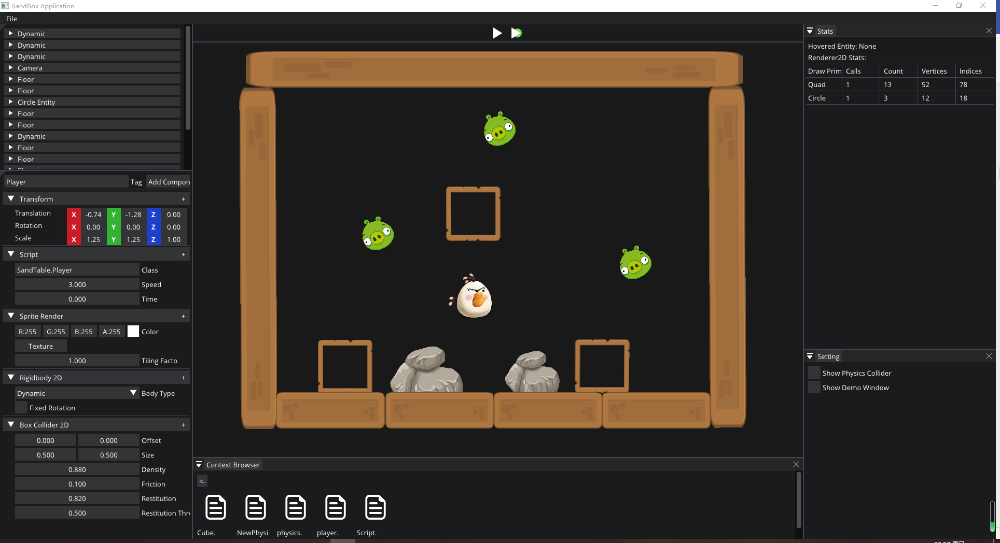 SandBox Application
File
Dynamic
Dynamic
Dynamic
Camera
Floor
Floor
Circle Entity
Floor
Floor
Dynamic
Floor
Floor
Player Tag Add Compon
Transform +
Translation X -0.74 Y -1.28 Z 0.00
Rotation X 0.00 Y 0.00 Z 0.00
Scale X 1.25 Y 1.25 Z 1.00
Script +
SandTable.Player Class
3.000 Speed
0.000 Time
Sprite Render +
R:255 G:255 B:255 A:255 Color
Texture
1.000 Tiling Facto
Rigidbody 2D +
Dynamic Body Type
Fixed Rotation
Box Collider 2D +
0.000 0.000 Offset
0.500 0.500 Size
0.880 Density
0.100 Friction
0.820 Restitution
0.500 Restitution Thr
Context Browser
<-
Cube. NewPhysi physics. player. Script.
Stats
Hovered Entity: None
Renderer2D Stats:
Draw Prim Calls Count Vertices Indices
Quad 1 13 52 78
Circle 1 3 12 18
Setting
Show Physics Collider
Show Demo Window